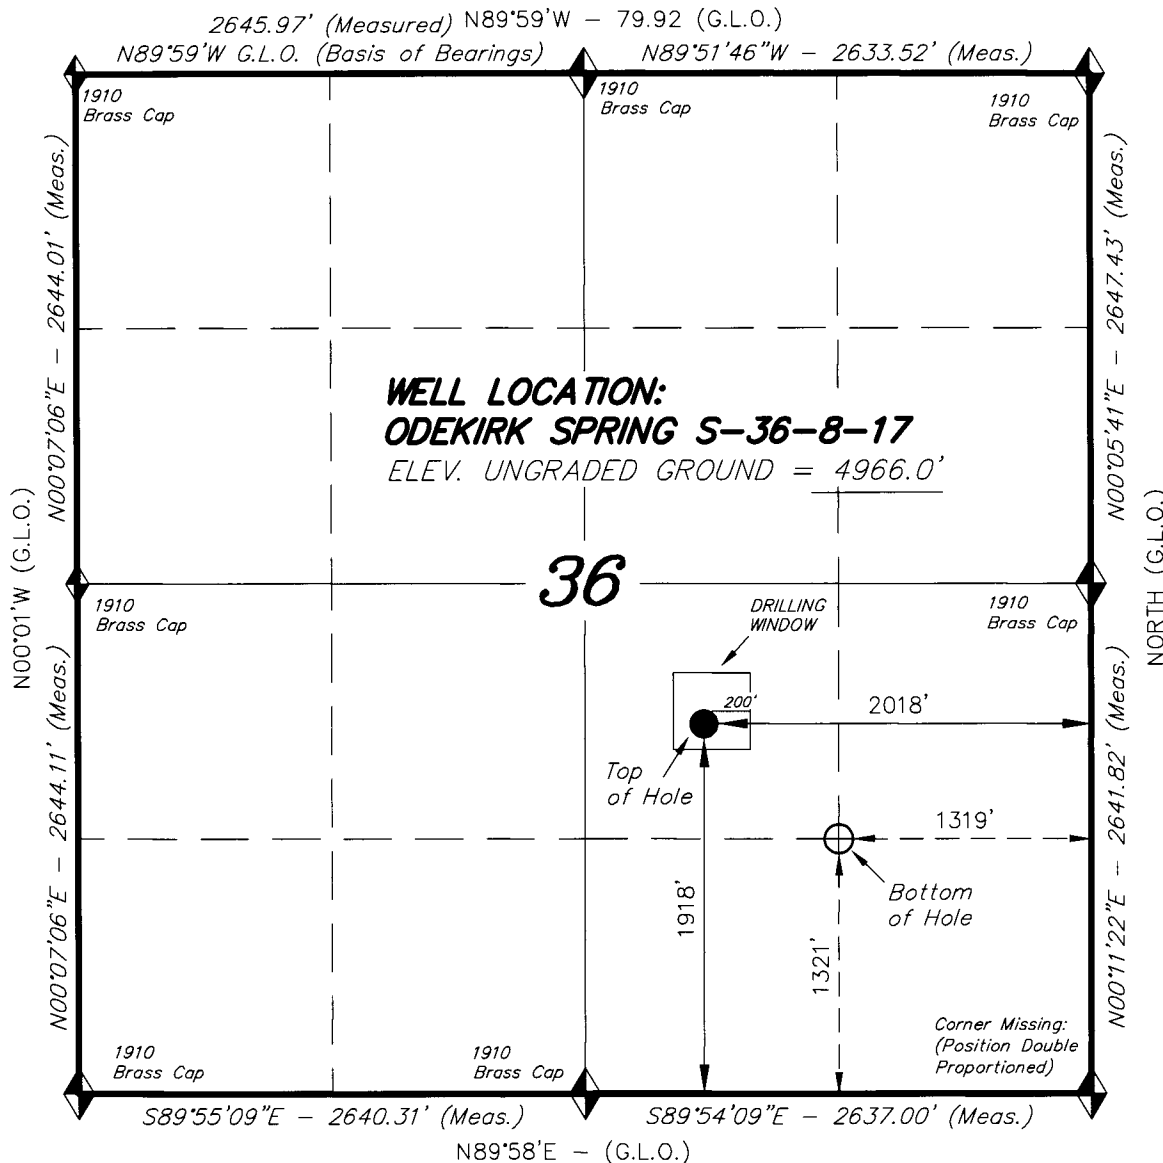 2645.97' (Measured) N89°59'W - 79.92 (G.L.O.)
N89°59'W G.L.O. (Basis of Bearings)
N89°51'46"W - 2633.52' (Meas.)
1910
Brass Cap
1910
Brass Cap
1910
Brass Cap
N00°07'06"E - 2644.01' (Meas.)
N00°05'41"E - 2647.43' (Meas.)
WELL LOCATION:
ODEKIRK SPRING S-36-8-17
ELEV. UNGRADED GROUND = 4966.0'
N00°01'W (G.L.O.)
NORTH (G.L.O.)
36
1910
Brass Cap
DRILLING
WINDOW
1910
Brass Cap
200'
2018'
Top
of Hole
N00°07'06"E - 2644.11' (Meas.)
N00°11'22"E - 2641.82' (Meas.)
1319'
1918'
Bottom
of Hole
1321'
Corner Missing:
(Position Double
Proportioned)
1910
Brass Cap
1910
Brass Cap
S89°55'09"E - 2640.31' (Meas.)
S89°54'09"E - 2637.00' (Meas.)
N89°58'E - (G.L.O.)